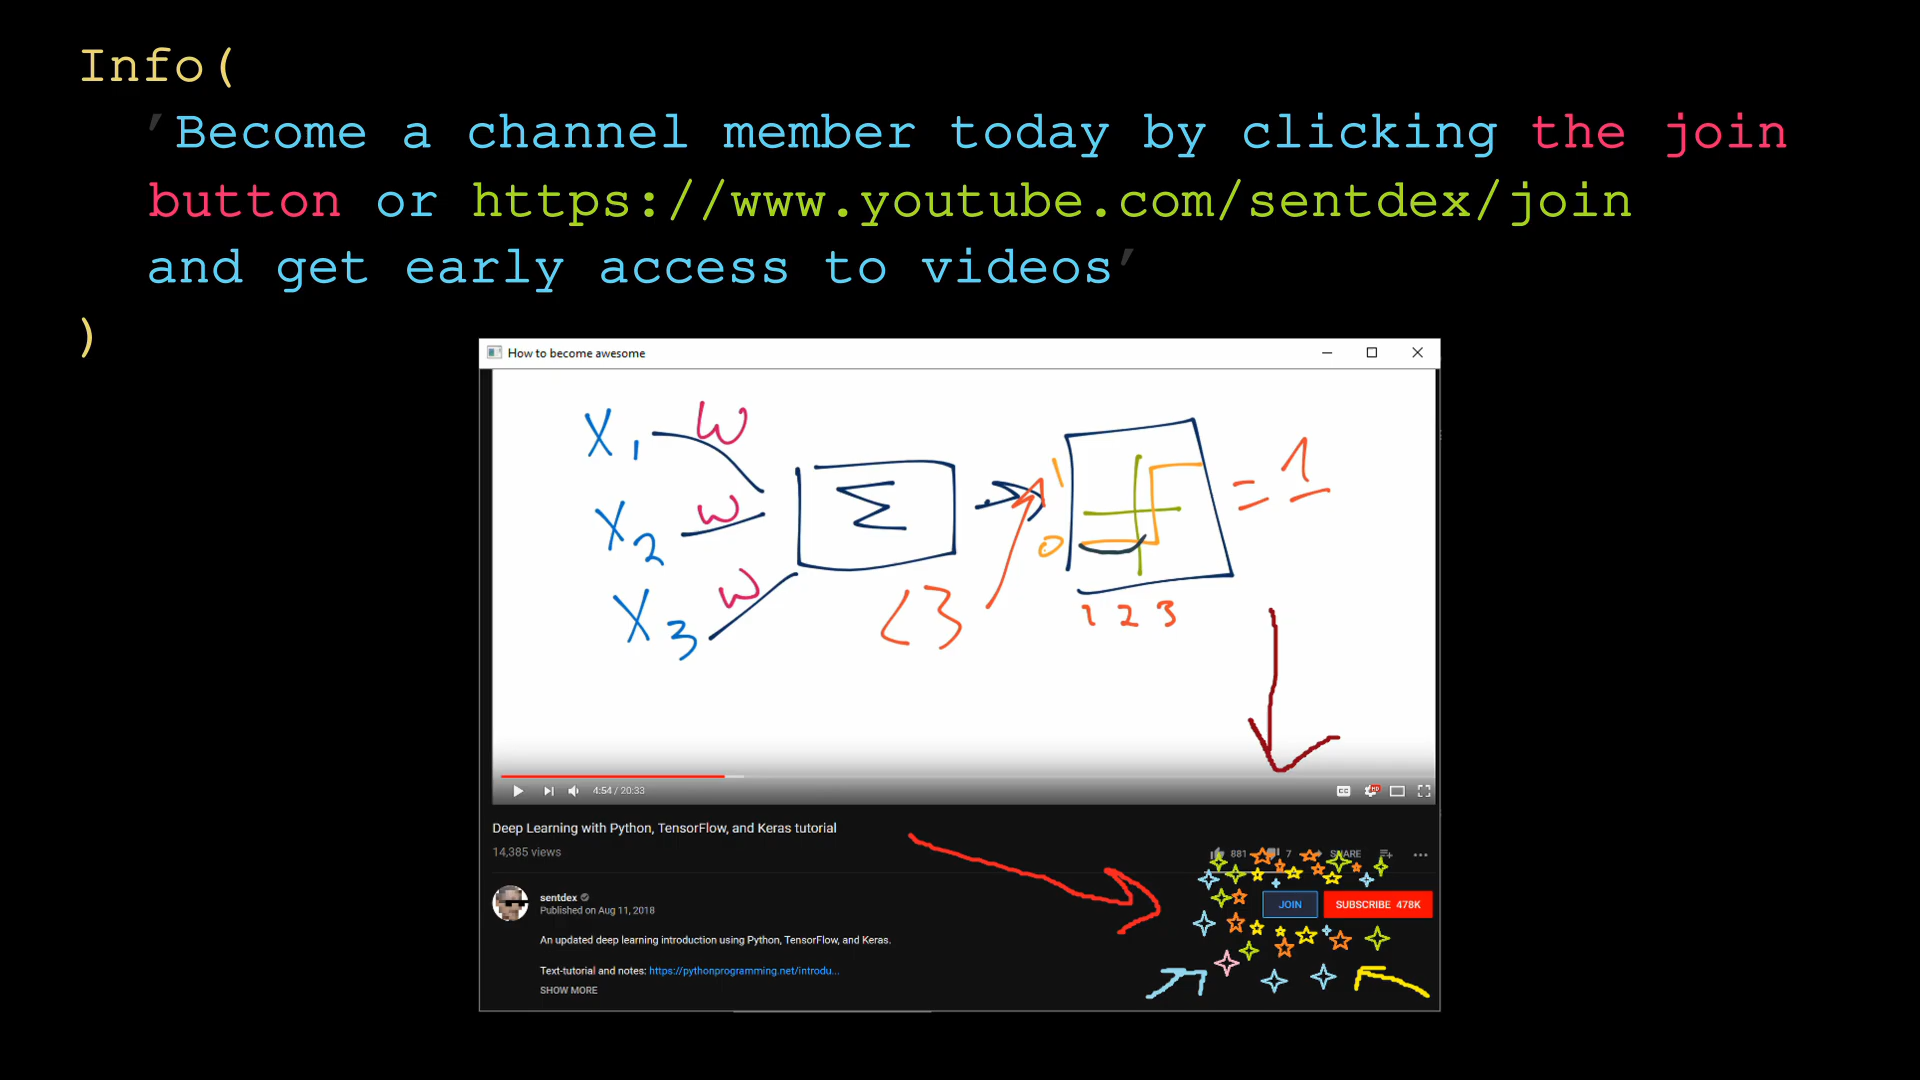 Info(
'Become a channel member today by clicking the join
button or https://www.youtube.com/sentdex/join
and get early access to videos'
)
How to become awesome
X1 W
X2 W
X3 W
Σ
1
0
= 1
<3
1 2 3
4:54 / 20:33
CC
HD
Deep Learning with Python, TensorFlow, and Keras tutorial
14,385 views
881 7 SHARE
sentdex
Published on Aug 11, 2018
JOIN
SUBSCRIBE 478K
An updated deep learning introduction using Python, TensorFlow, and Keras.
Text-tutorial and notes: https://pythonprogramming.net/introdu...
SHOW MORE